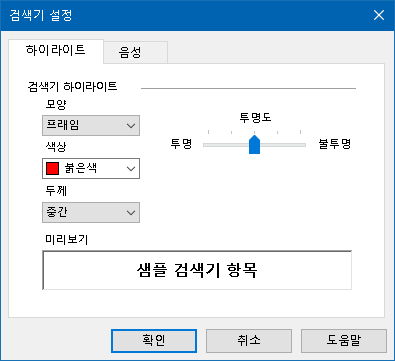 검색기 설정
하이라이트
음성
검색기 하이라이트
모양
프래임
투명도
투명
불투명
색상
붉은색
두께
중간
미리보기
샘플 검색기 항목
확인
취소
도움말